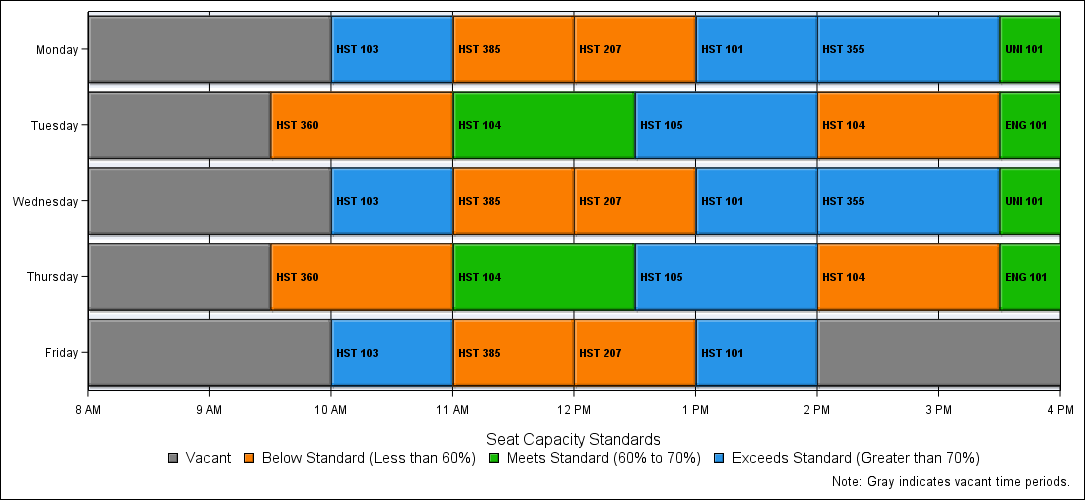 Monday HST 103 HST 385 HST 207 HST 101 HST 355 UNI 101
Tuesday HST 360 HST 104 HST 105 HST 104 ENG 101
Wednesday HST 103 HST 385 HST 207 HST 101 HST 355 UNI 101
Thursday HST 360 HST 104 HST 105 HST 104 ENG 101
Friday HST 103 HST 385 HST 207 HST 101
8 AM 9 AM 10 AM 11 AM 12 PM 1 PM 2 PM 3 PM 4 PM
Seat Capacity Standards
Vacant Below Standard (Less than 60%) Meets Standard (60% to 70%) Exceeds Standard (Greater than 70%)
Note: Gray indicates vacant time periods.